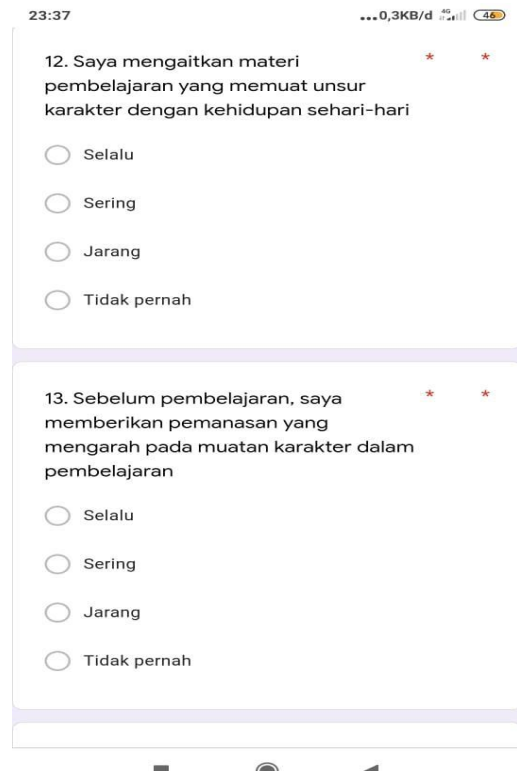 23:37 ...0,3KB/d 4G 46
12. Saya mengaitkan materi * *
pembelajaran yang memuat unsur
karakter dengan kehidupan sehari-hari
Selalu
Sering
Jarang
Tidak pernah
13. Sebelum pembelajaran, saya * *
memberikan pemanasan yang
mengarah pada muatan karakter dalam
pembelajaran
Selalu
Sering
Jarang
Tidak pernah